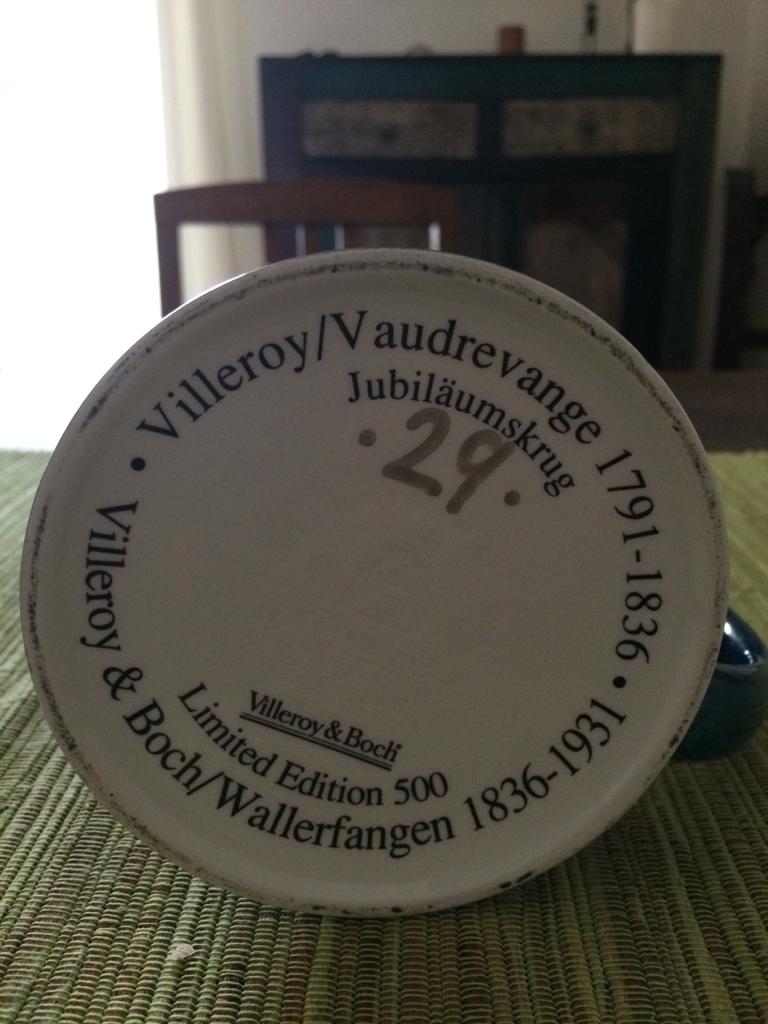 • Villeroy/Vaudrevange 1791-1836 •
Jubiläumskrug
·29.
Villeroy & Boch
Limited Edition 500
Villeroy & Boch/Wallerfangen 1836-1931